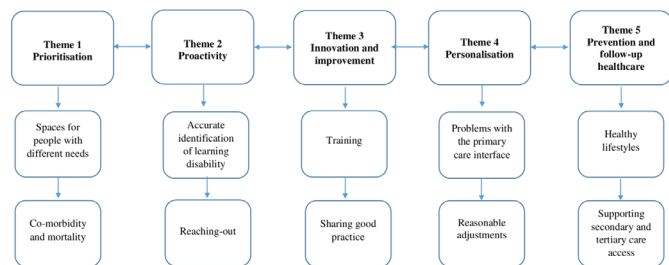 Theme 1
Prioritisation
Theme 2
Proactivity
Theme 3
Innovation and
improvement
Theme 4
Personalisation
Theme 5
Prevention and
follow-up
healthcare
Spaces for
people with
different needs
Accurate
identification
of learning
disability
Training
Problems with
the primary
care interface
Healthy
lifestyles
Co-morbidity
and mortality
Reaching-out
Sharing good
practice
Reasonable
adjustments
Supporting
secondary and
tertiary care
access